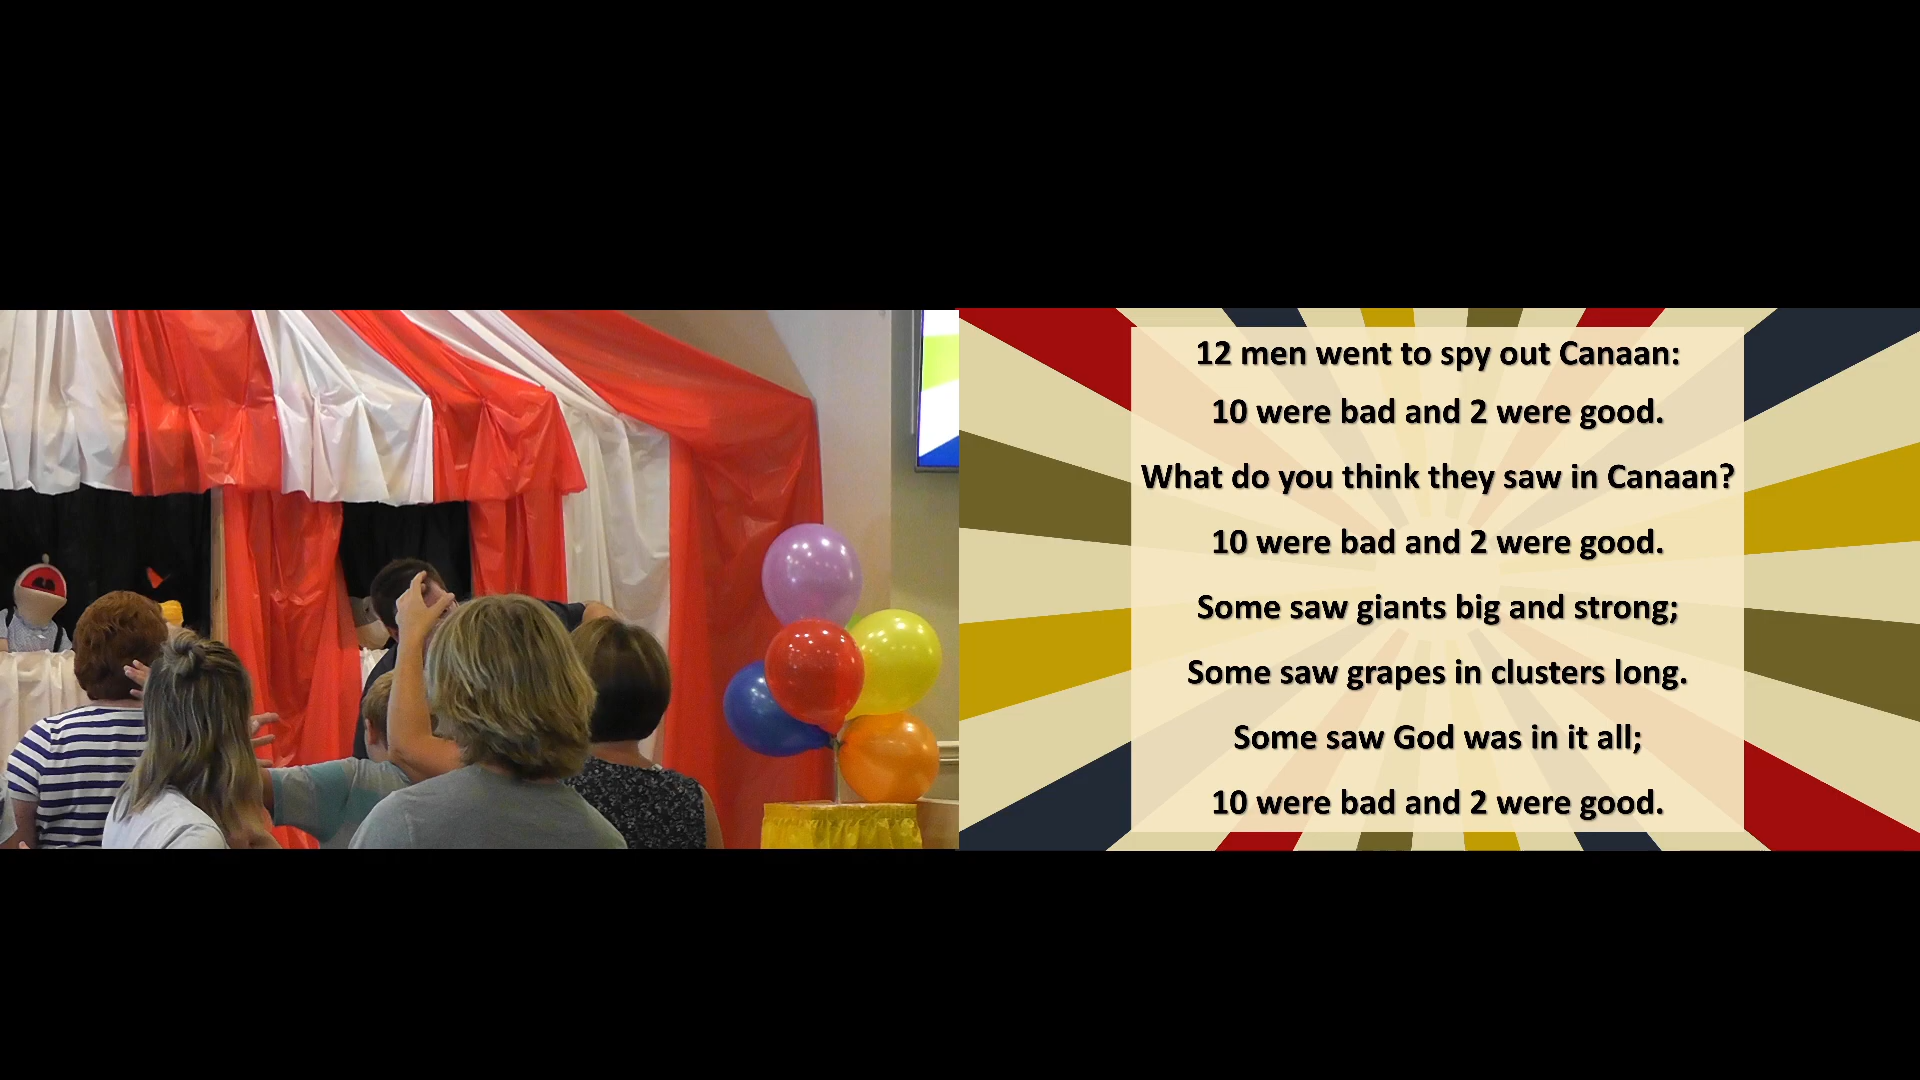 12 men went to spy out Canaan:
10 were bad and 2 were good.
What do you think they saw in Canaan?
10 were bad and 2 were good.
Some saw giants big and strong;
Some saw grapes in clusters long.
Some saw God was in it all;
10 were bad and 2 were good.